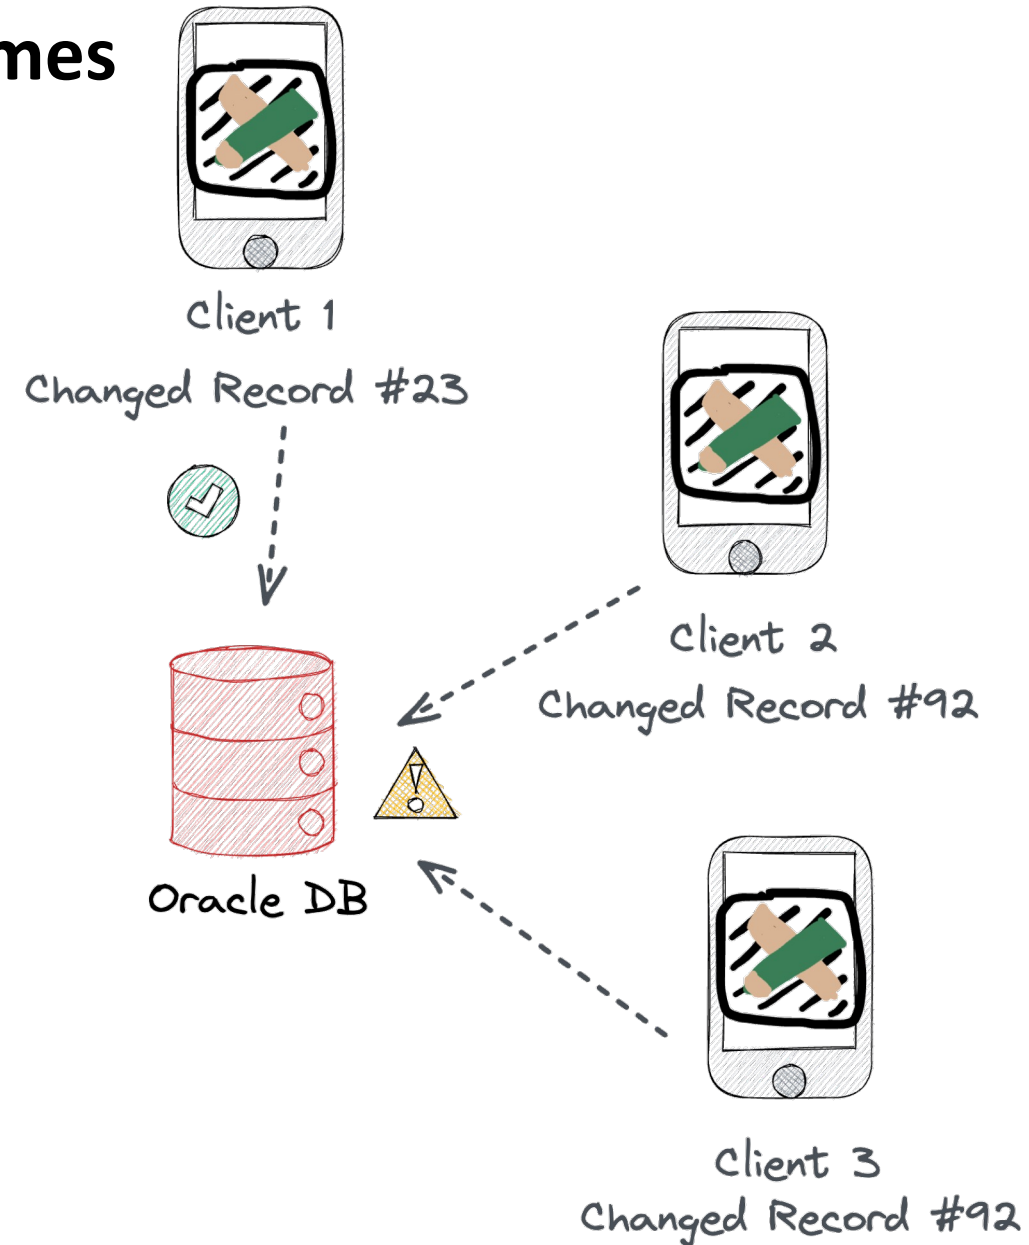 mes
Client 1
Changed Record #23
Client 2
Changed Record #92
Oracle DB
Client 3
Changed Record #92